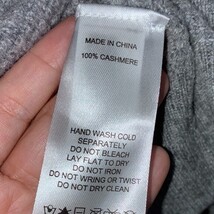 MADE IN CHINA
100% CASHMERE
HAND WASH COLD
SEPARATELY
DO NOT BLEACH
LAY FLAT TO DRY
DO NOT IRON
DO NOT WRING OR TWIST
DO NOT DRY CLEAN